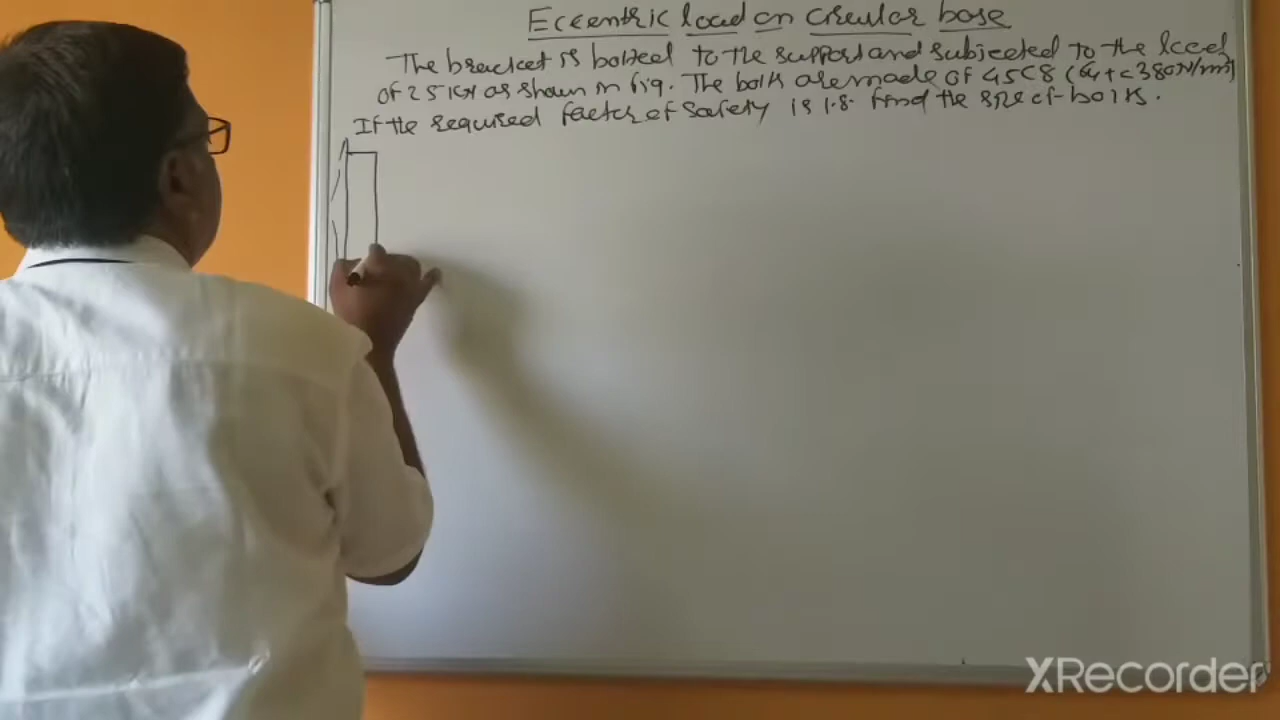 Eccentric load on circular base
The bracket is bolted to the support and subjected to the load
of 25 KN as shown in fig. The bolts are made of 45C8 (σyt = 380 N/mm²)
If the required factor of safety is 1.8. find the size of bolts.
XRecorder